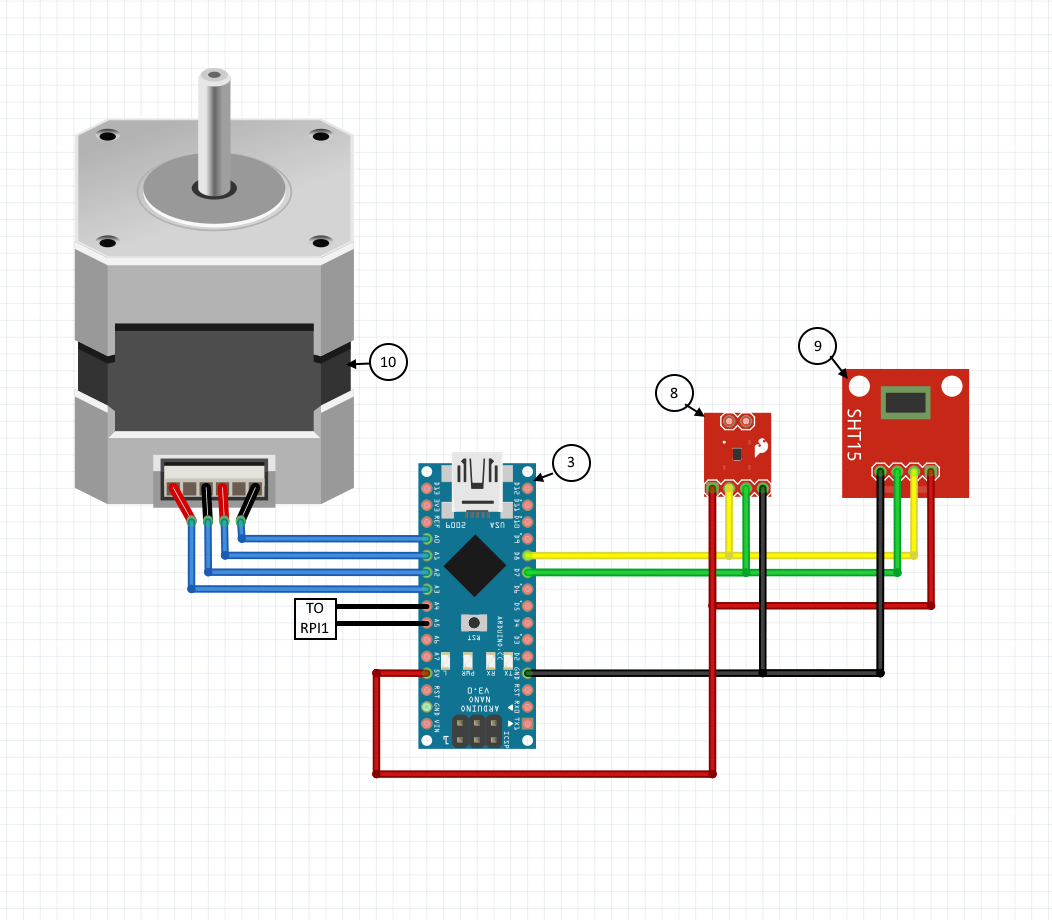 9
8
10
3
SHT15
D13
3V3
REF
A0
A1
A2
A3
A4
A5
A6
A7
5V
RST
GND
VIN
D12
D10
D9
D8
D7
D6
D5
D4
D3
D2
GND
RST
RX0
TX1
USA
2009
TO
RPI1
RST
ARDUINO.CC
L
PWR
RX
TX
ARDUINO
NANO
V3.0
ICSP
1